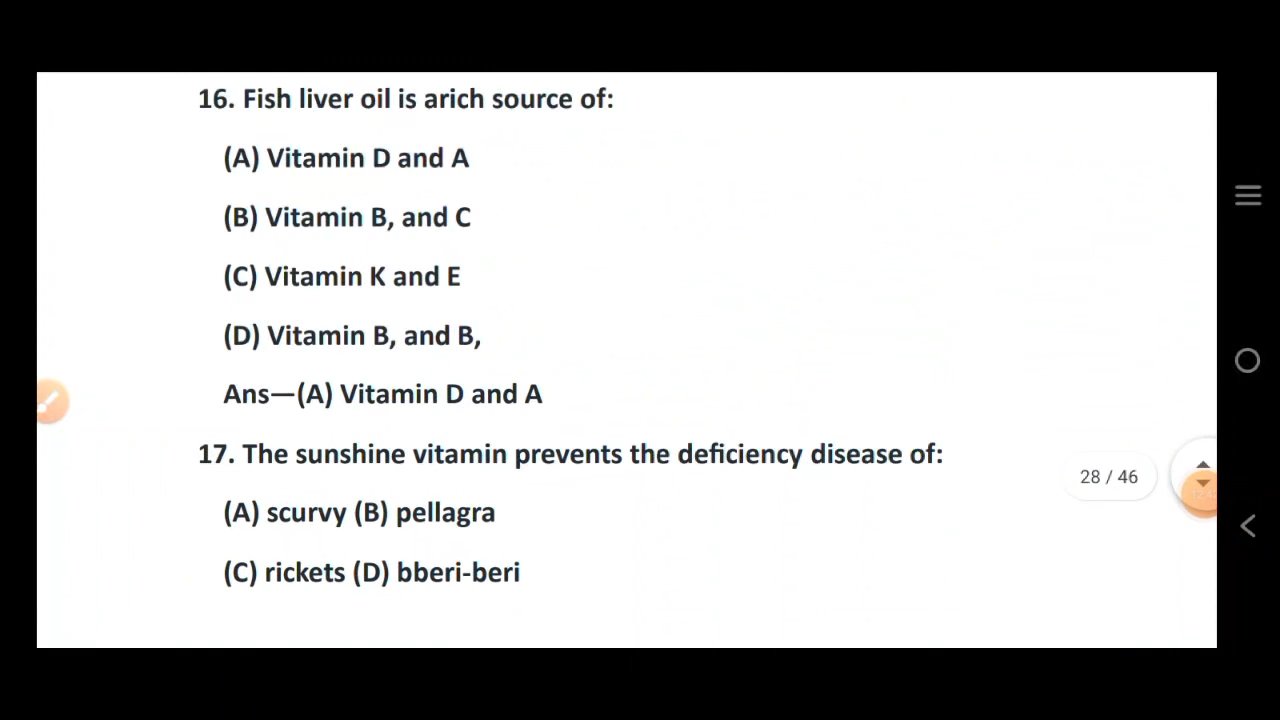 16. Fish liver oil is arich source of:
(A) Vitamin D and A
(B) Vitamin B, and C
(C) Vitamin K and E
(D) Vitamin B, and B,
Ans—(A) Vitamin D and A
17. The sunshine vitamin prevents the deficiency disease of:
28 / 46
(A) scurvy (B) pellagra
(C) rickets (D) bberi-beri